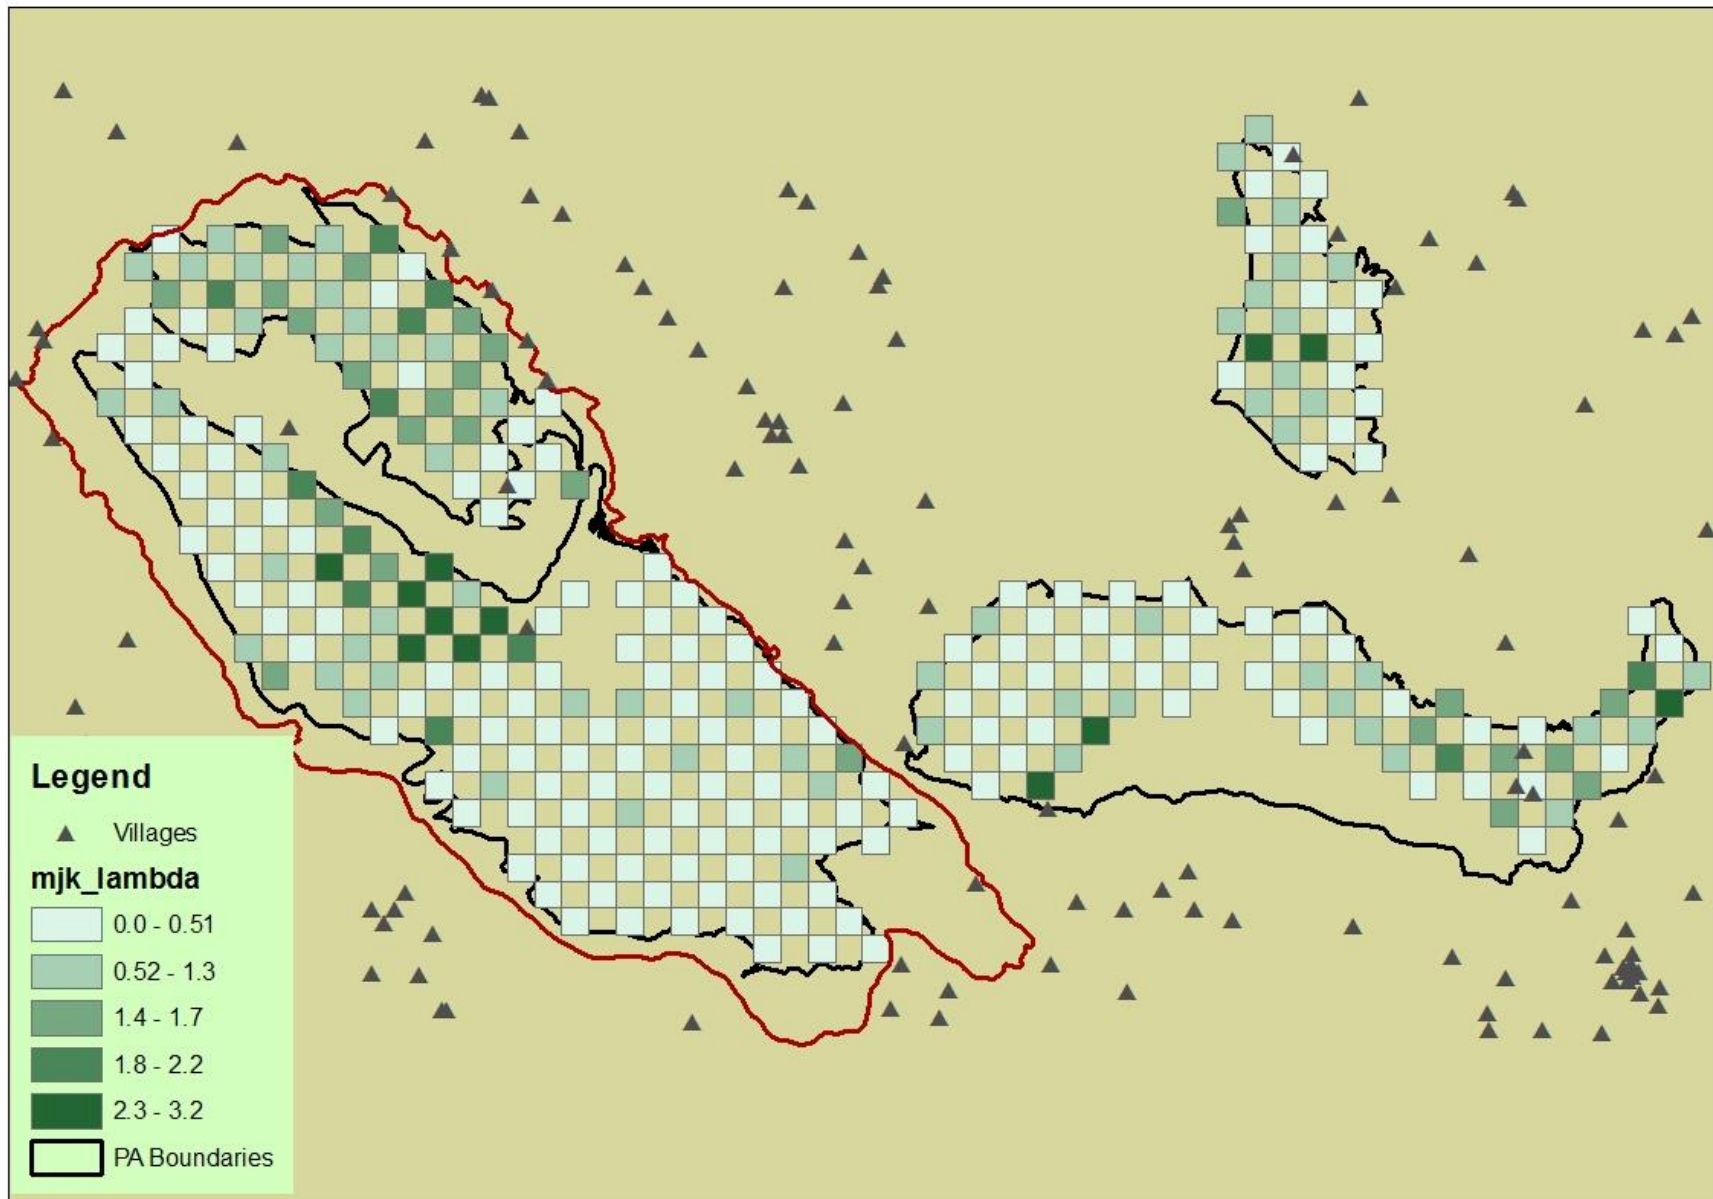 Legend
Villages
mjk_lambda
0.0 - 0.51
0.52 - 1.3
1.4 - 1.7
1.8 - 2.2
2.3 - 3.2
PA Boundaries